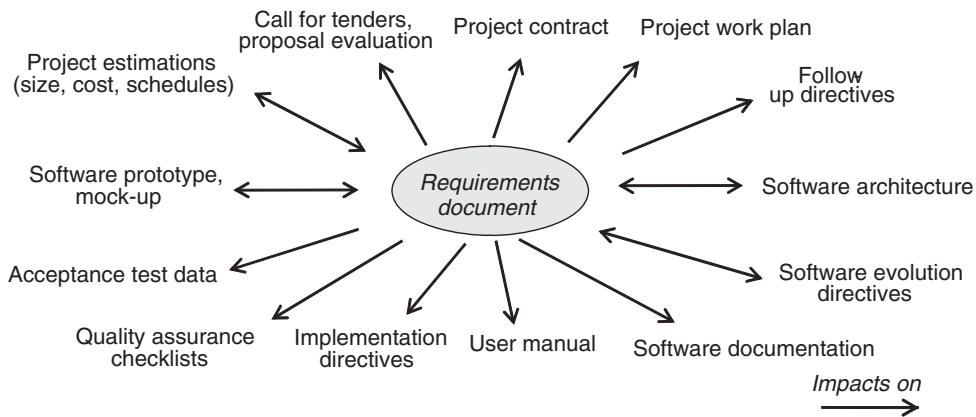 Call for tenders,
proposal evaluation
Project contract
Project work plan
Project estimations
(size, cost, schedules)
Follow
up directives
Software prototype,
mock-up
Requirements
document
Software architecture
Acceptance test data
Software evolution
directives
Quality assurance
checklists
Implementation
directives
User manual
Software documentation
Impacts on